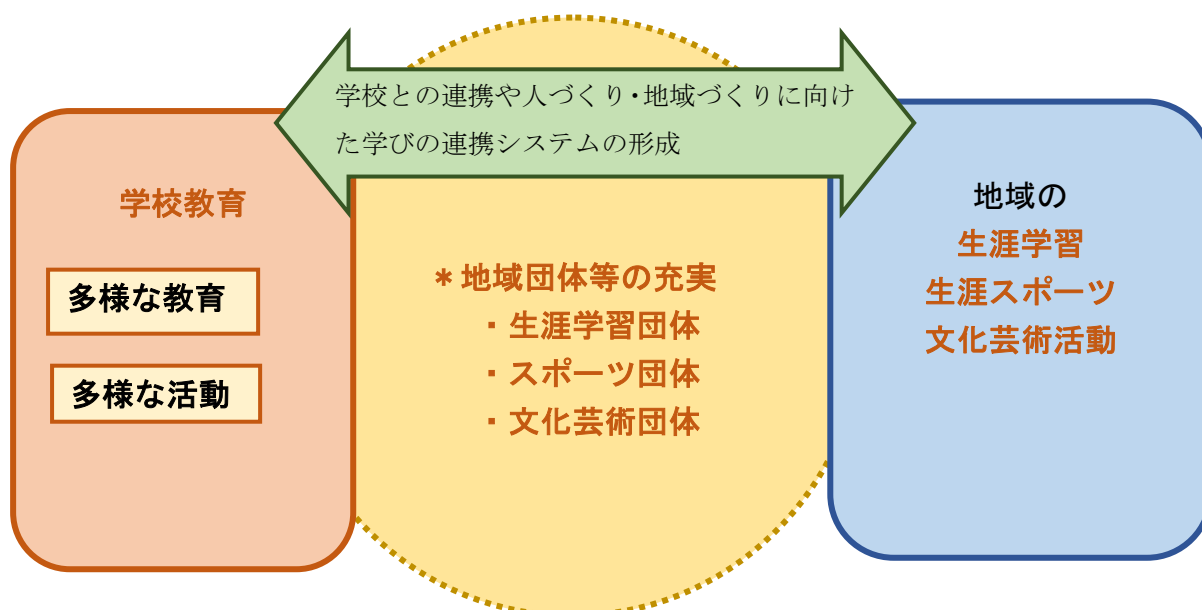 学校との連携や人づくり・地域づくりに向け
た学びの連携システムの形成
学校教育
多様な教育
多様な活動
＊地域団体等の充実
・生涯学習団体
・スポーツ団体
・文化芸術団体
地域の
生涯学習
生涯スポーツ
文化芸術活動